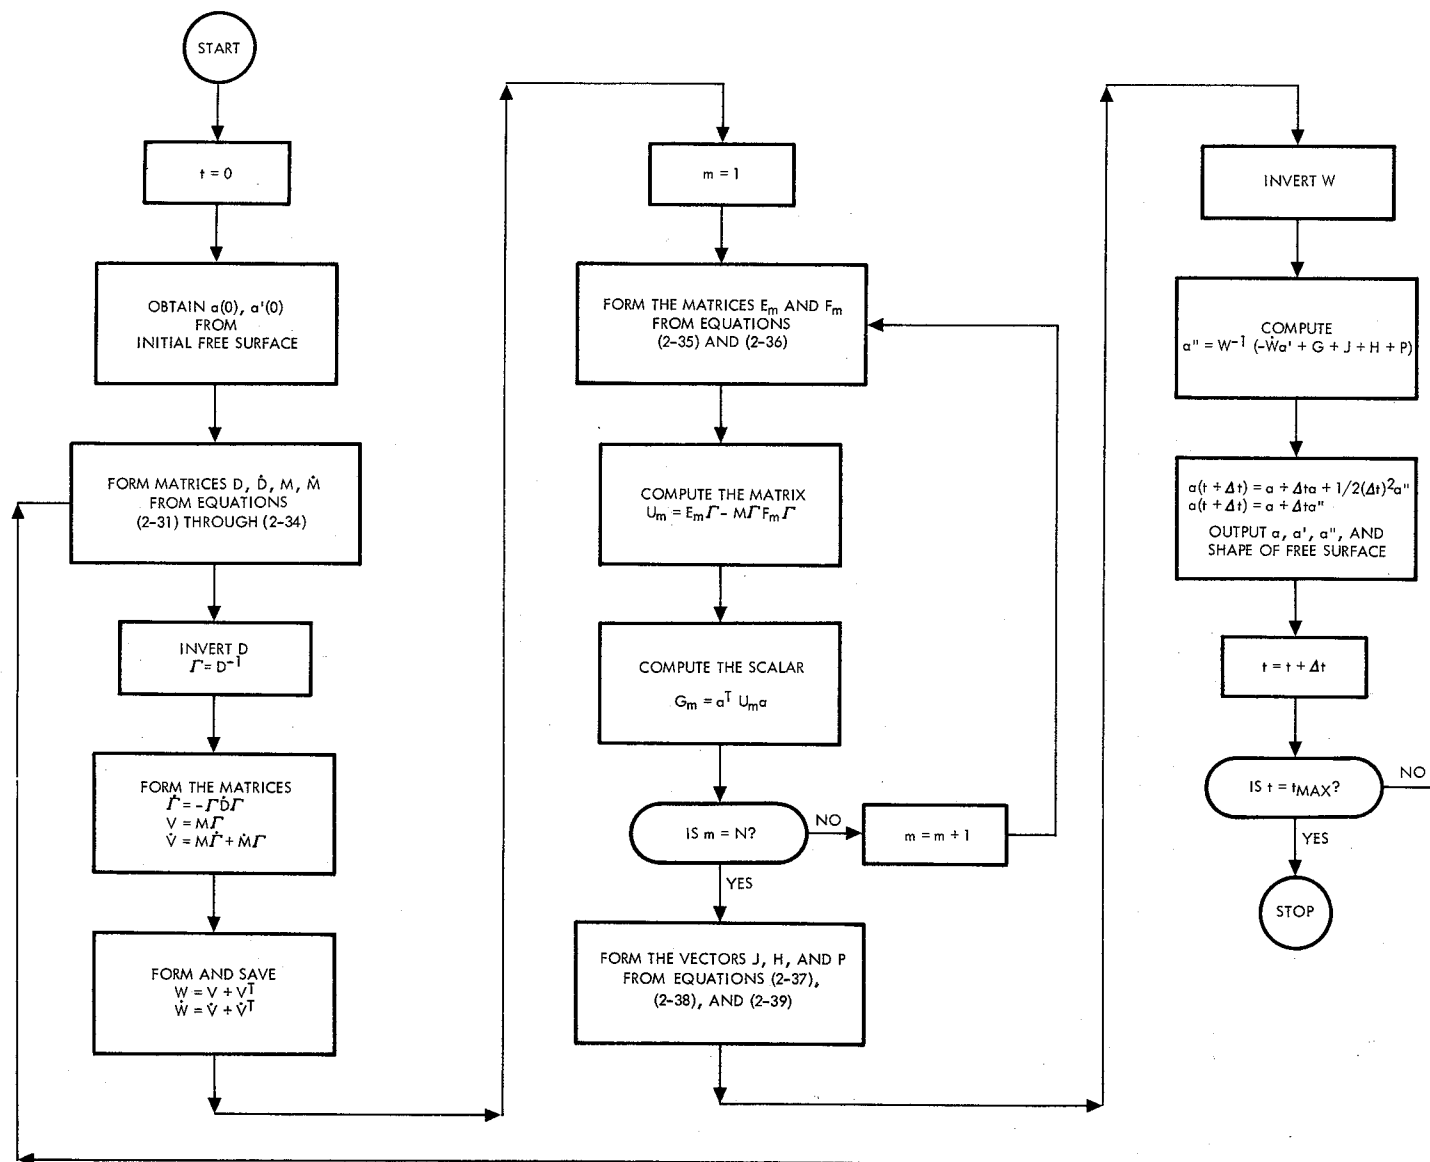 START
t = 0
OBTAIN a(0), a'(0)
FROM
INITIAL FREE SURFACE
FORM MATRICES D, Ḋ, M, Ṁ
FROM EQUATIONS
(2-31) THROUGH (2-34)
INVERT D
Γ = D⁻¹
FORM THE MATRICES
Γ̇ = -ΓḊΓ
V = MΓ
V̇ = MΓ̇ + ṀΓ
FORM AND SAVE
W = V + Vᵀ
Ẇ = V̇ + V̇ᵀ
m = 1
FORM THE MATRICES Eₘ AND Fₘ
FROM EQUATIONS
(2-35) AND (2-36)
COMPUTE THE MATRIX
Uₘ = EₘΓ - MΓFₘΓ
COMPUTE THE SCALAR
Gₘ = aᵀ Uₘa
IS m = N?
NO
m = m + 1
YES
FORM THE VECTORS J, H, AND P
FROM EQUATIONS (2-37),
(2-38), AND (2-39)
INVERT W
COMPUTE
a" = W⁻¹ (-Ẇa' + G + J + H + P)
a(t + Δt) = a + Δta + 1/2(Δt)²a"
a(t + Δt) = a + Δta"
OUTPUT a, a', a", AND
SHAPE OF FREE SURFACE
t = t + Δt
IS t = tMAX?
NO
YES
STOP